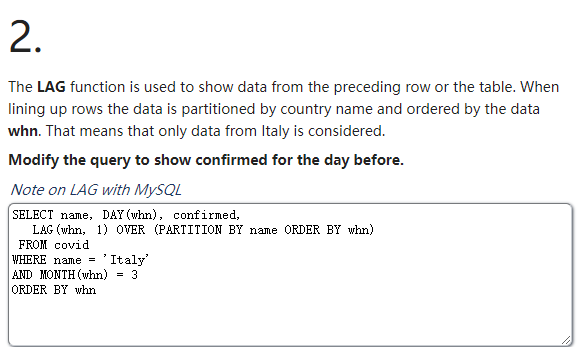 2.
The LAG function is used to show data from the preceding row or the table. When
lining up rows the data is partitioned by country name and ordered by the data
whn. That means that only data from Italy is considered.
Modify the query to show confirmed for the day before.
Note on LAG with MySQL
SELECT name, DAY(whn), confirmed,
   LAG(whn, 1) OVER (PARTITION BY name ORDER BY whn)
 FROM covid
WHERE name = 'Italy'
AND MONTH(whn) = 3
ORDER BY whn